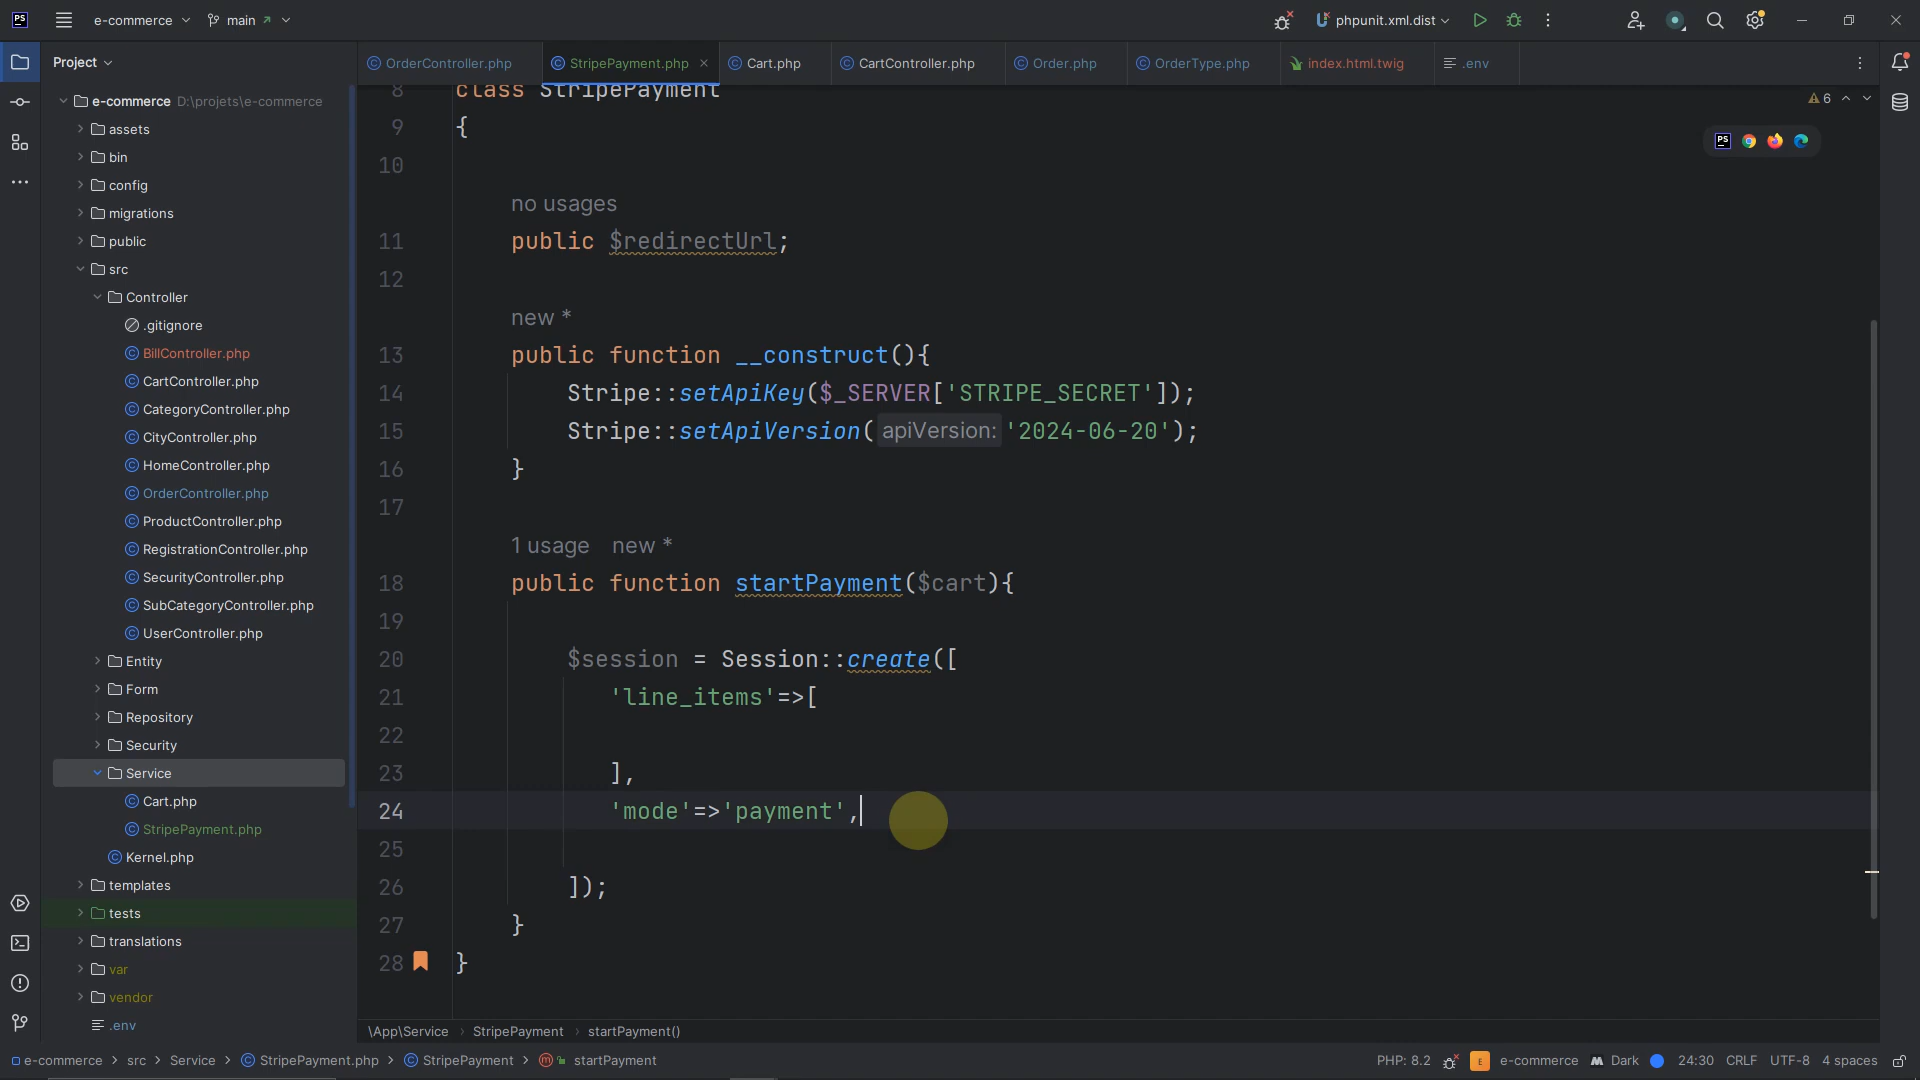 PS e-commerce main phpunit.xml.dist
Project
OrderController.php StripePayment.php Cart.php CartController.php Order.php OrderType.php index.html.twig .env
e-commerce D:\projets\e-commerce
assets
bin
config
migrations
public
src
Controller
.gitignore
BillController.php
CartController.php
CategoryController.php
CityController.php
HomeController.php
OrderController.php
ProductController.php
RegistrationController.php
SecurityController.php
SubCategoryController.php
UserController.php
Entity
Form
Repository
Security
Service
Cart.php
StripePayment.php
Kernel.php
templates
tests
translations
var
vendor
.env
6
PS
8 class StripePayment
9 {
10
no usages
11 public $redirectUrl;
12
new *
13 public function __construct(){
14 Stripe::setApiKey($_SERVER['STRIPE_SECRET']);
15 Stripe::setApiVersion( apiVersion: '2024-06-20');
16 }
17
1 usage new *
18 public function startPayment($cart){
19
20 $session = Session::create([
21 'line_items'=>[
22
23 ],
24 'mode'=>'payment',
25
26 ]);
27 }
28 }
\App\Service > StripePayment > startPayment()
e-commerce > src > Service > StripePayment.php > StripePayment > startPayment
PHP: 8.2 E e-commerce Dark 24:30 CRLF UTF-8 4 spaces